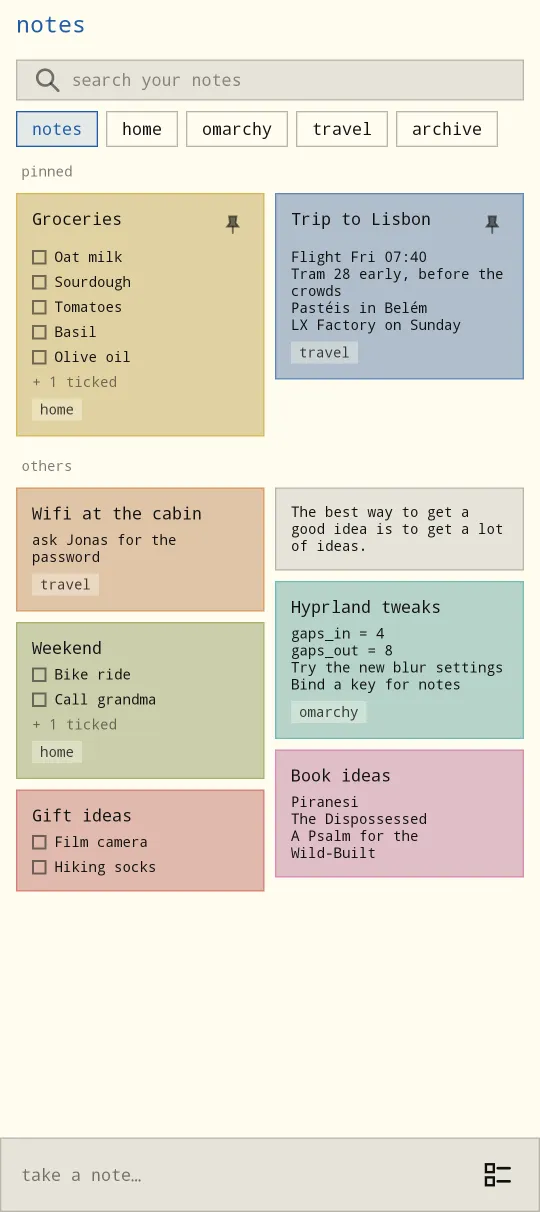 notes
search your notes
notes
home
omarchy
travel
archive
pinned
Groceries
Oat milk
Sourdough
Tomatoes
Basil
Olive oil
+ 1 ticked
home
Trip to Lisbon
Flight Fri 07:40
Tram 28 early, before the
crowds
Pastéis in Belém
LX Factory on Sunday
travel
others
Wifi at the cabin
ask Jonas for the
password
travel
Weekend
Bike ride
Call grandma
+ 1 ticked
home
Gift ideas
Film camera
Hiking socks
The best way to get a
good idea is to get a lot
of ideas.
Hyprland tweaks
gaps_in = 4
gaps_out = 8
Try the new blur settings
Bind a key for notes
omarchy
Book ideas
Piranesi
The Dispossessed
A Psalm for the
Wild-Built
take a note…